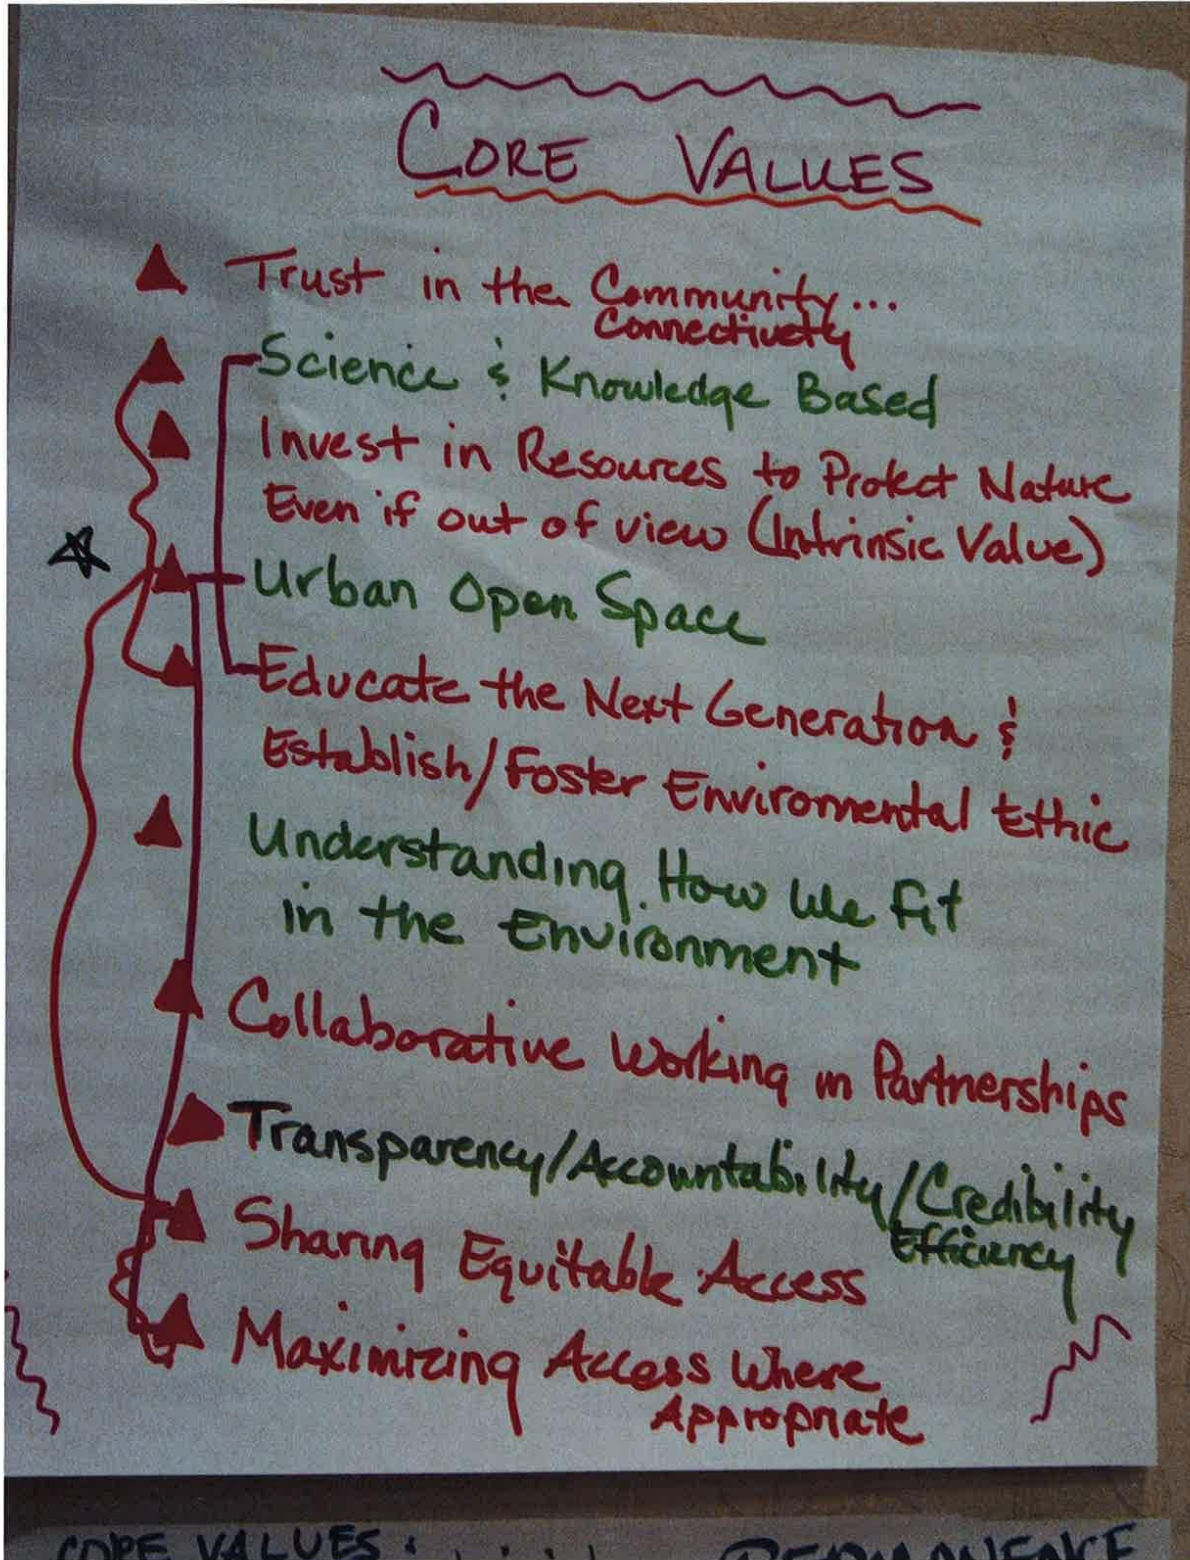 CORE VALUES
Trust in the Community...
Connectivety
Science & Knowledge Based
Invest in Resources to Protect Nature
Even if out of view (Intrinsic Value)
Urban Open Space
Educate the Next Generation &
Establish/Foster Enviromental Ethic
Understanding How We Fit
in the Environment
Collaborative Working in Partnerships
Transparency/Accountability/Credibility
Efficiency
Sharing Equitable Access
Maximizing Access Where
Appropriate
CORE VALUES: